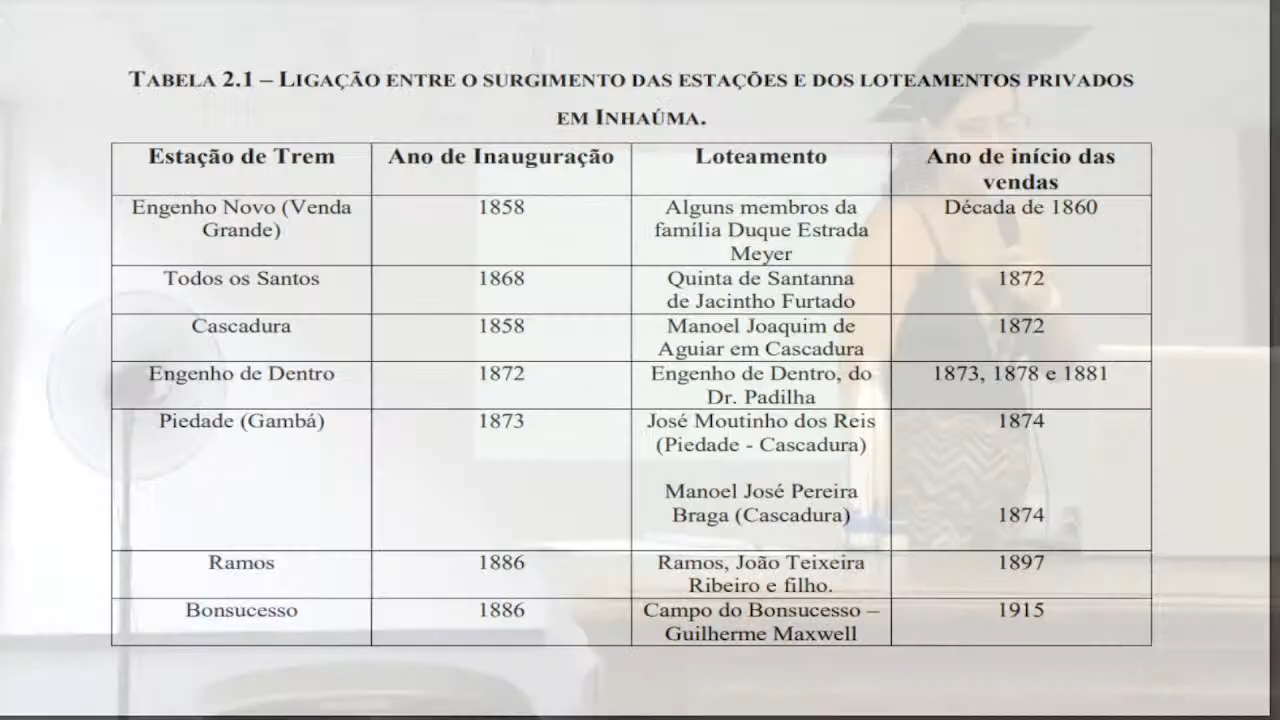 TABELA 2.1 – LIGAÇÃO ENTRE O SURGIMENTO DAS ESTAÇÕES E DOS LOTEAMENTOS PRIVADOS
EM INHAÚMA.
Estação de Trem | Ano de Inauguração | Loteamento | Ano de início das
vendas
Engenho Novo (Venda | 1858 | Alguns membros da | Década de 1860
Grande) | família Duque Estrada
Meyer
Todos os Santos | 1868 | Quinta de Santanna | 1872
de Jacintho Furtado
Cascadura | 1858 | Manoel Joaquim de | 1872
Aguiar em Cascadura
Engenho de Dentro | 1872 | Engenho de Dentro, do | 1873, 1878 e 1881
Dr. Padilha
Piedade (Gambá) | 1873 | José Moutinho dos Reis | 1874
(Piedade - Cascadura)
Manoel José Pereira
Braga (Cascadura) | 1874
Ramos | 1886 | Ramos, João Teixeira | 1897
Ribeiro e filho.
Bonsucesso | 1886 | Campo do Bonsucesso – | 1915
Guilherme Maxwell